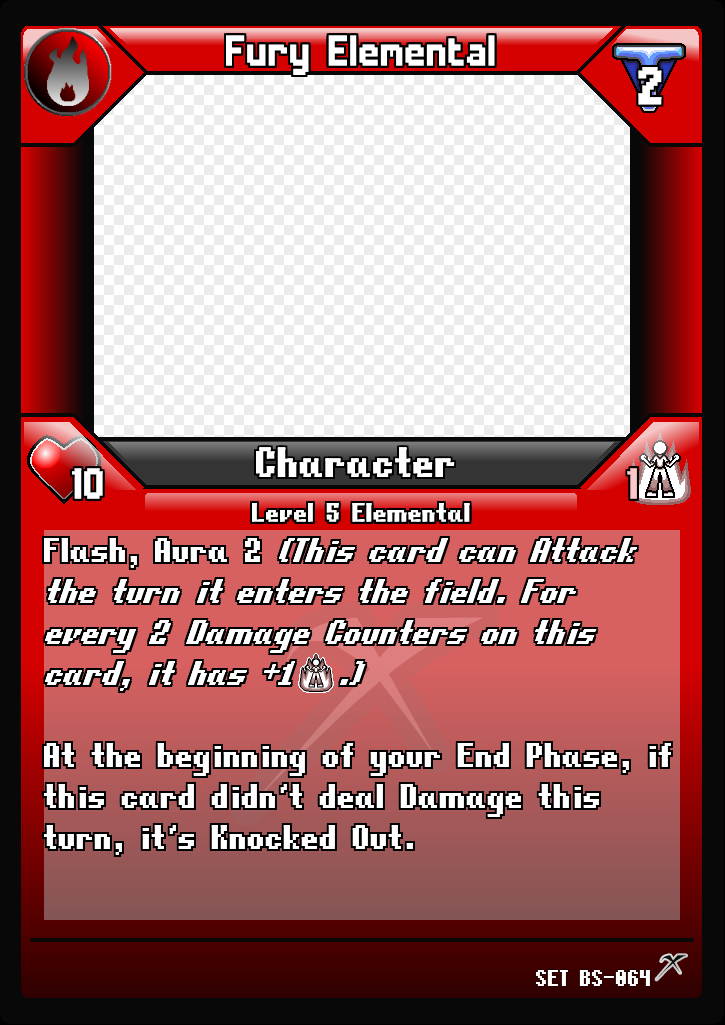 Fury Elemental
2
Character
10
1
Level 5 Elemental
Flash, Aura 2 (This card can Attack
the turn it enters the field. For
every 2 Damage Counters on this
card, it has +1 .)
At the beginning of your End Phase, if
this card didn't deal Damage this
turn, it's Knocked Out.
SET BS-064